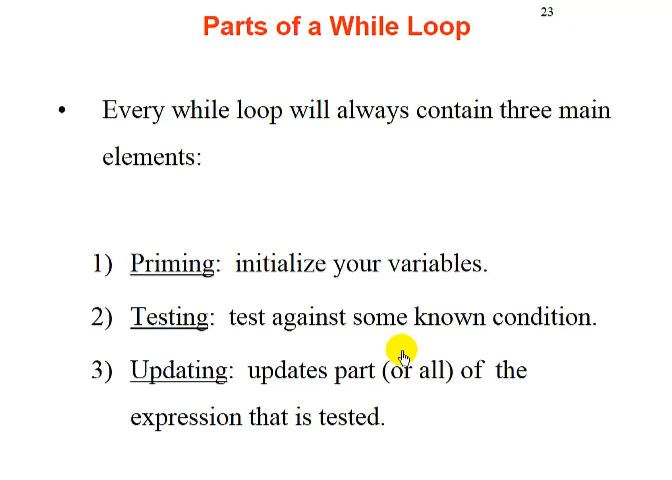 23
Parts of a While Loop
• Every while loop will always contain three main
elements:
1) Priming: initialize your variables.
2) Testing: test against some known condition.
3) Updating: updates part (or all) of the
expression that is tested.